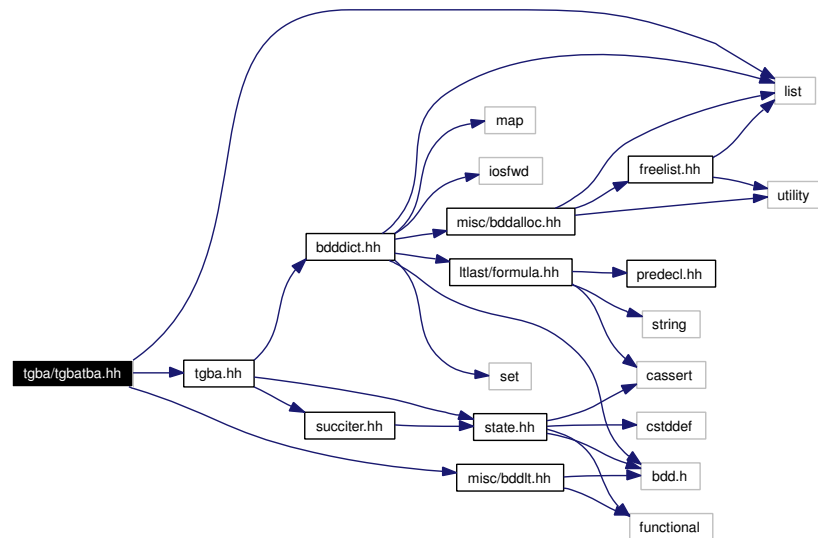 list
map
iosfwd
freelist.hh
utility
misc/bddalloc.hh
bdddict.hh
ltlast/formula.hh
predecl.hh
string
tgba/tgbatba.hh
tgba.hh
set
cassert
succiter.hh
state.hh
cstddef
misc/bddlt.hh
bdd.h
functional